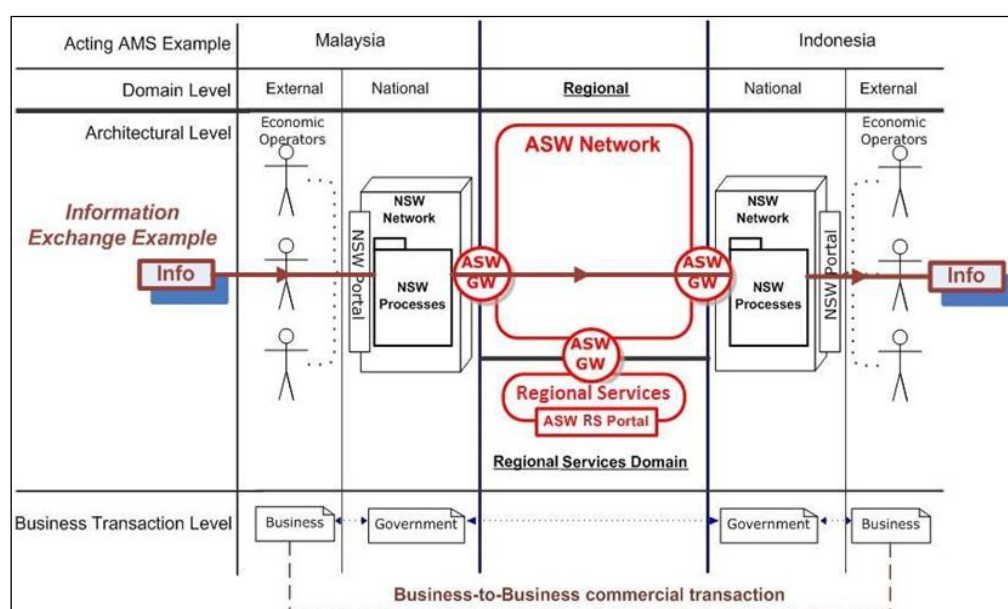 Acting AMS Example
Malaysia
Indonesia
Domain Level
External
National
Regional
National
External
Architectural Level
Economic
Operators
Economic
Operators
ASW Network
Information
Exchange Example
Info
NSW Portal
NSW
Network
NSW
Processes
ASW
GW
ASW
GW
NSW
Network
NSW
Processes
NSW Portal
Info
ASW
GW
Regional Services
ASW RS Portal
Regional Services Domain
Business Transaction Level
Business
Government
Government
Business
Business-to-Business commercial transaction